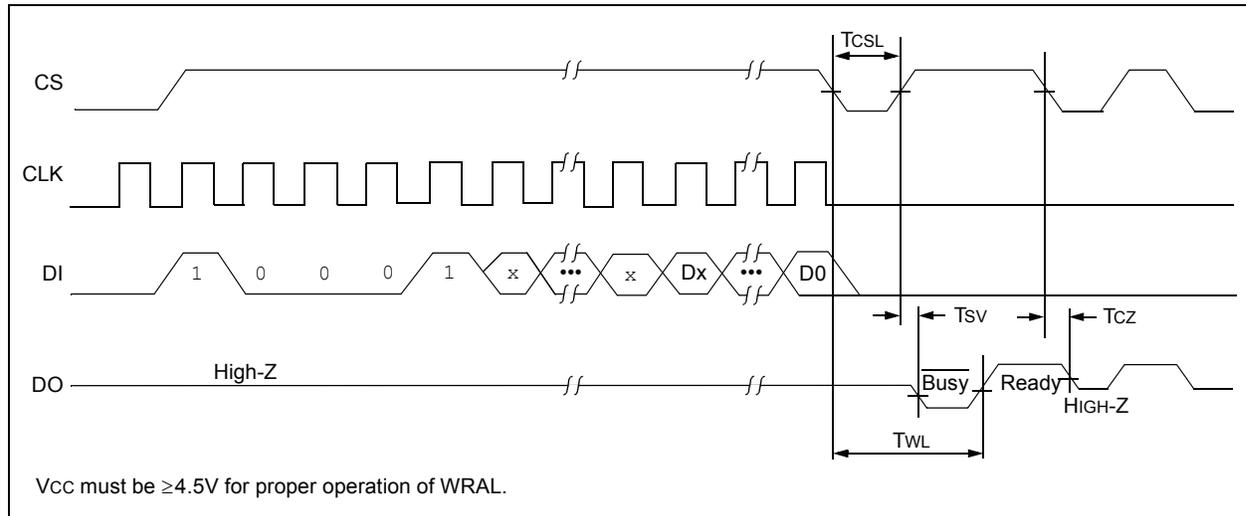 TCSL
CS
CLK
DI 1 0 0 0 1 x ••• x Dx ••• D0
TSV TCZ
High-Z
DO Busy Ready
HIGH-Z
TWL
VCC must be ≥4.5V for proper operation of WRAL.